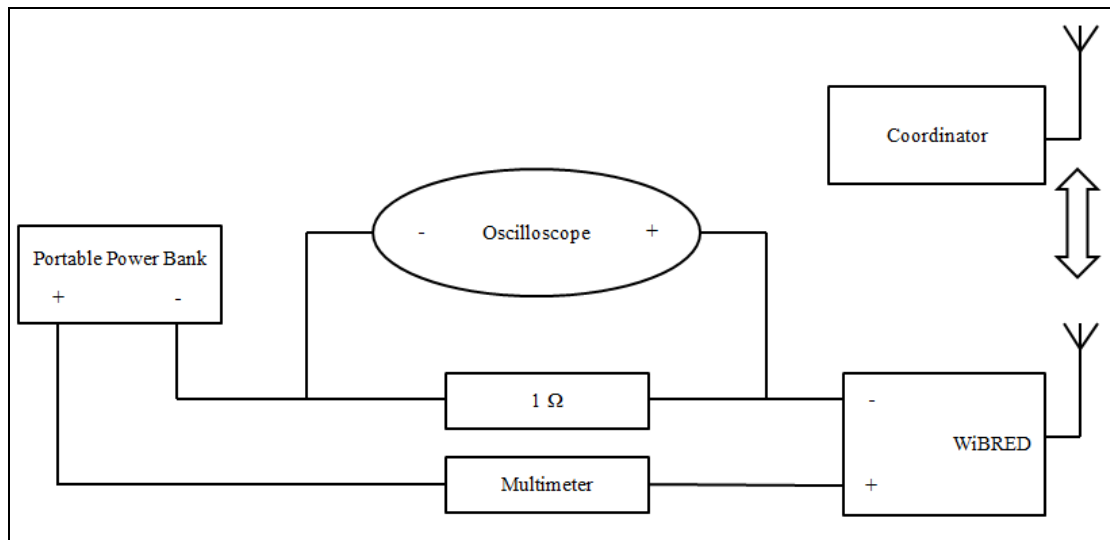 Coordinator
- Oscilloscope +
Portable Power Bank
+ -
1 Ω
-
WiBRED
Multimeter
+